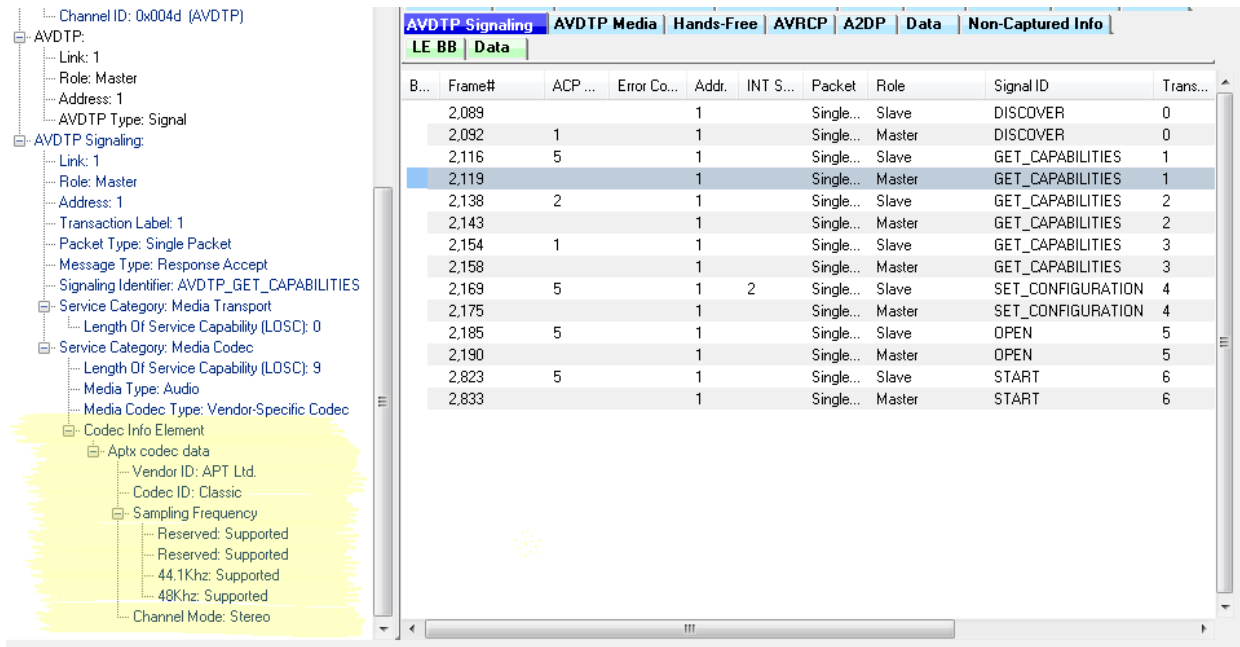 Channel ID: 0x004d (AVDTP)
AVDTP:
Link: 1
Role: Master
Address: 1
AVDTP Type: Signal
AVDTP Signaling:
Link: 1
Role: Master
Address: 1
Transaction Label: 1
Packet Type: Single Packet
Message Type: Response Accept
Signaling Identifier: AVDTP_GET_CAPABILITIES
Service Category: Media Transport
Length Of Service Capability (LOSC): 0
Service Category: Media Codec
Length Of Service Capability (LOSC): 9
Media Type: Audio
Media Codec Type: Vendor-Specific Codec
Codec Info Element
Aptx codec data
Vendor ID: APT Ltd.
Codec ID: Classic
Sampling Frequency
Reserved: Supported
Reserved: Supported
44.1Khz: Supported
48Khz: Supported
Channel Mode: Stereo
AVDTP Signaling AVDTP Media Hands-Free AVRCP A2DP Data Non-Captured Info
LE BB Data
B... Frame# ACP ... Error Co... Addr. INT S... Packet Role Signal ID Trans...
2,089 1 Single... Slave DISCOVER 0
2,092 1 1 Single... Master DISCOVER 0
2,116 5 1 Single... Slave GET_CAPABILITIES 1
2,119 1 Single... Master GET_CAPABILITIES 1
2,138 2 1 Single... Slave GET_CAPABILITIES 2
2,143 1 Single... Master GET_CAPABILITIES 2
2,154 1 1 Single... Slave GET_CAPABILITIES 3
2,158 1 Single... Master GET_CAPABILITIES 3
2,169 5 1 2 Single... Slave SET_CONFIGURATION 4
2,175 1 Single... Master SET_CONFIGURATION 4
2,185 5 1 Single... Slave OPEN 5
2,190 1 Single... Master OPEN 5
2,823 5 1 Single... Slave START 6
2,833 1 Single... Master START 6